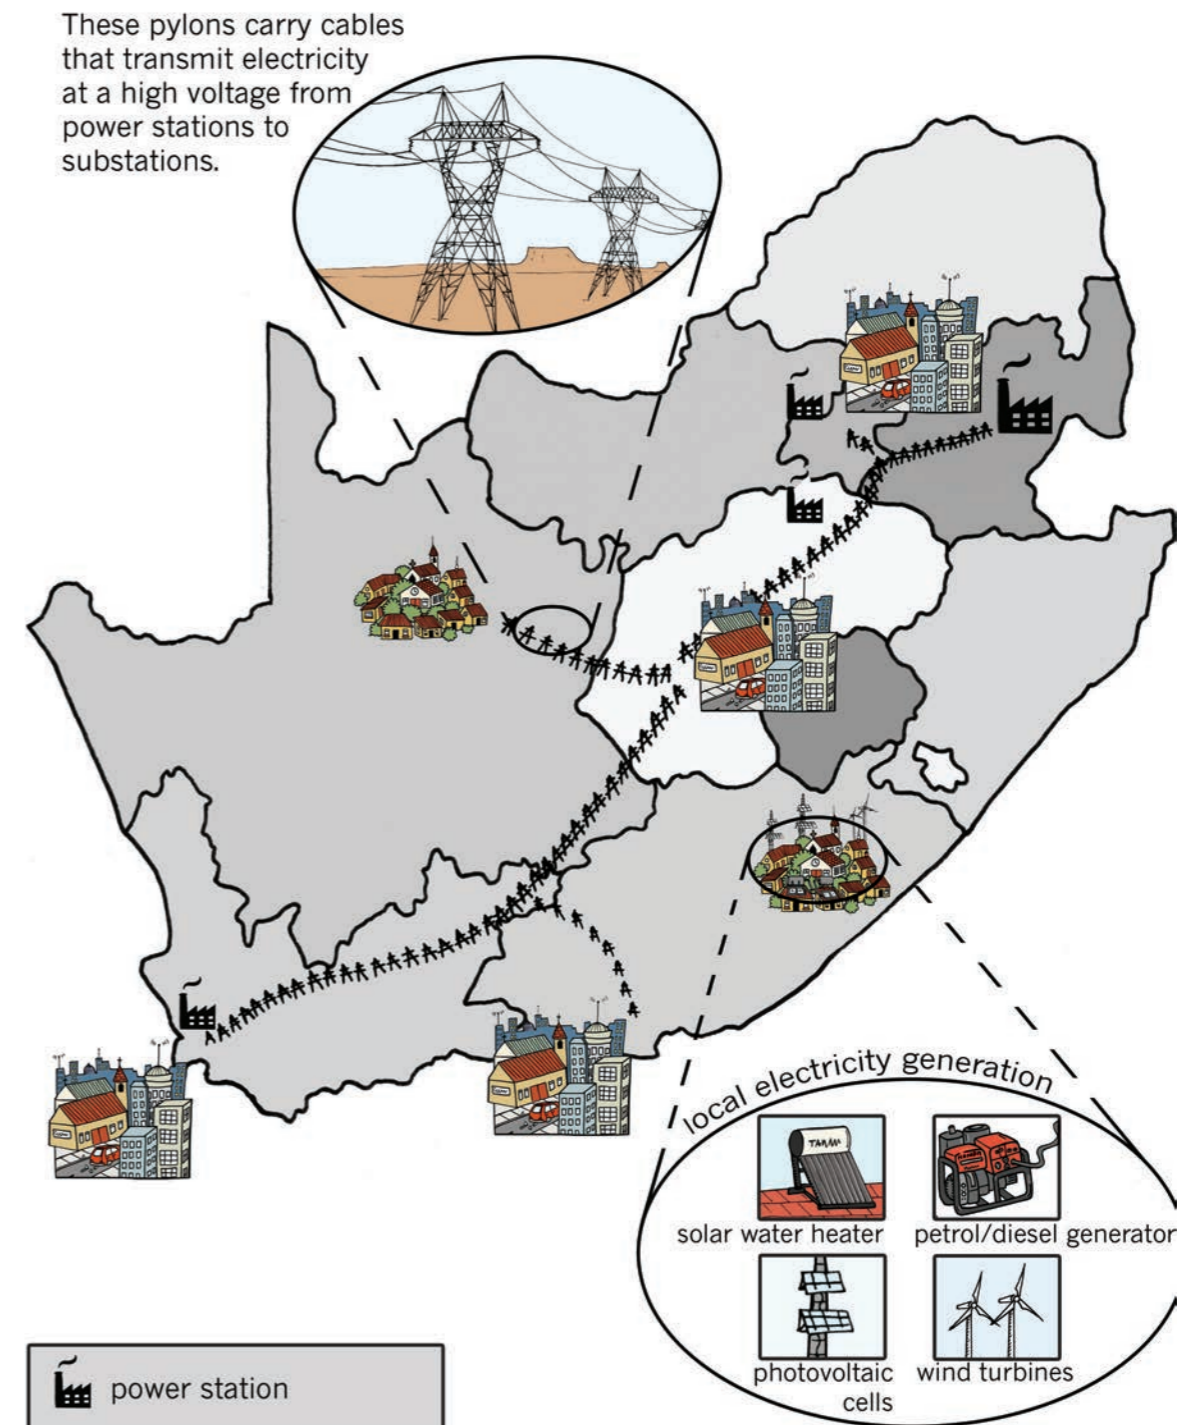 These pylons carry cables
that transmit electricity
at a high voltage from
power stations to
substations.
local electricity generation
solar water heater
petrol/diesel generator
photovoltaic
cells
wind turbines
power station